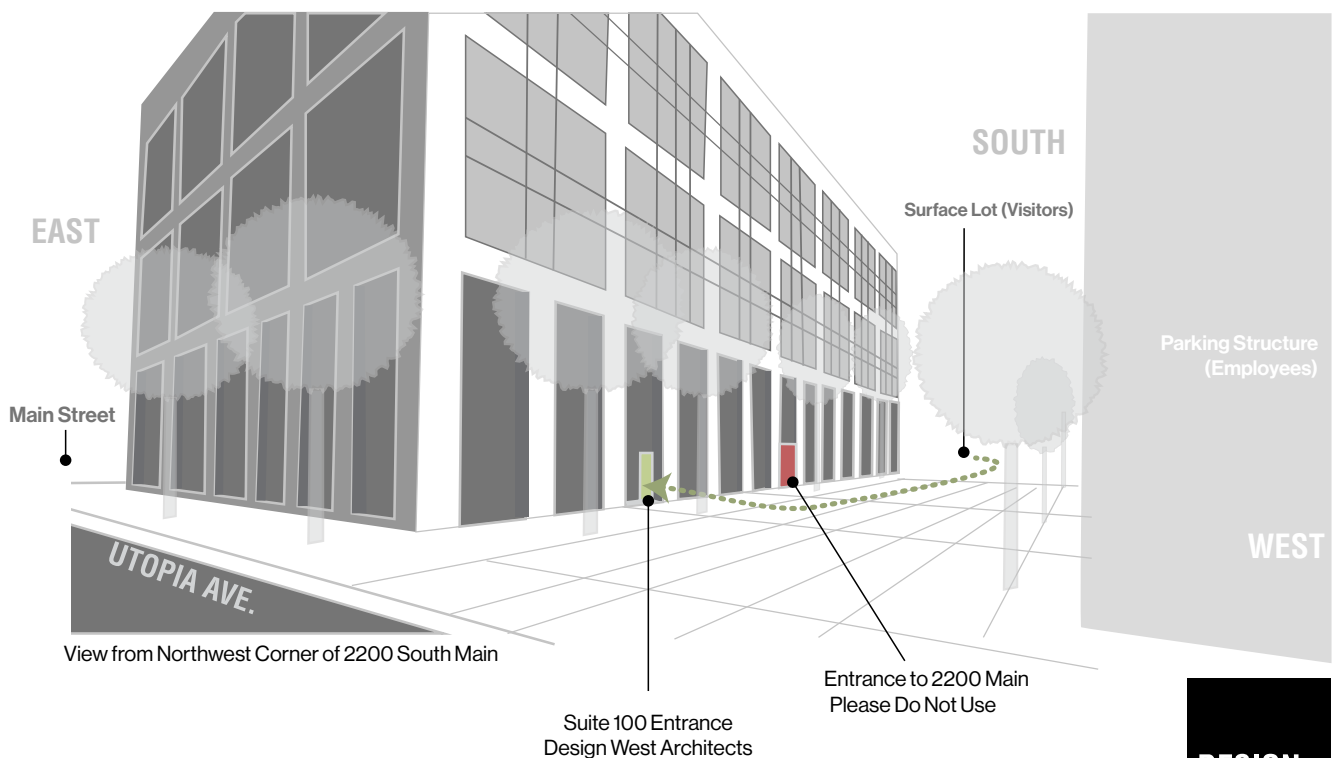 SOUTH
Surface Lot (Visitors)
EAST
Parking Structure
(Employees)
Main Street
WEST
UTOPIA AVE.
View from Northwest Corner of 2200 South Main
Entrance to 2200 Main
Please Do Not Use
Suite 100 Entrance
Design West Architects
DESIGN